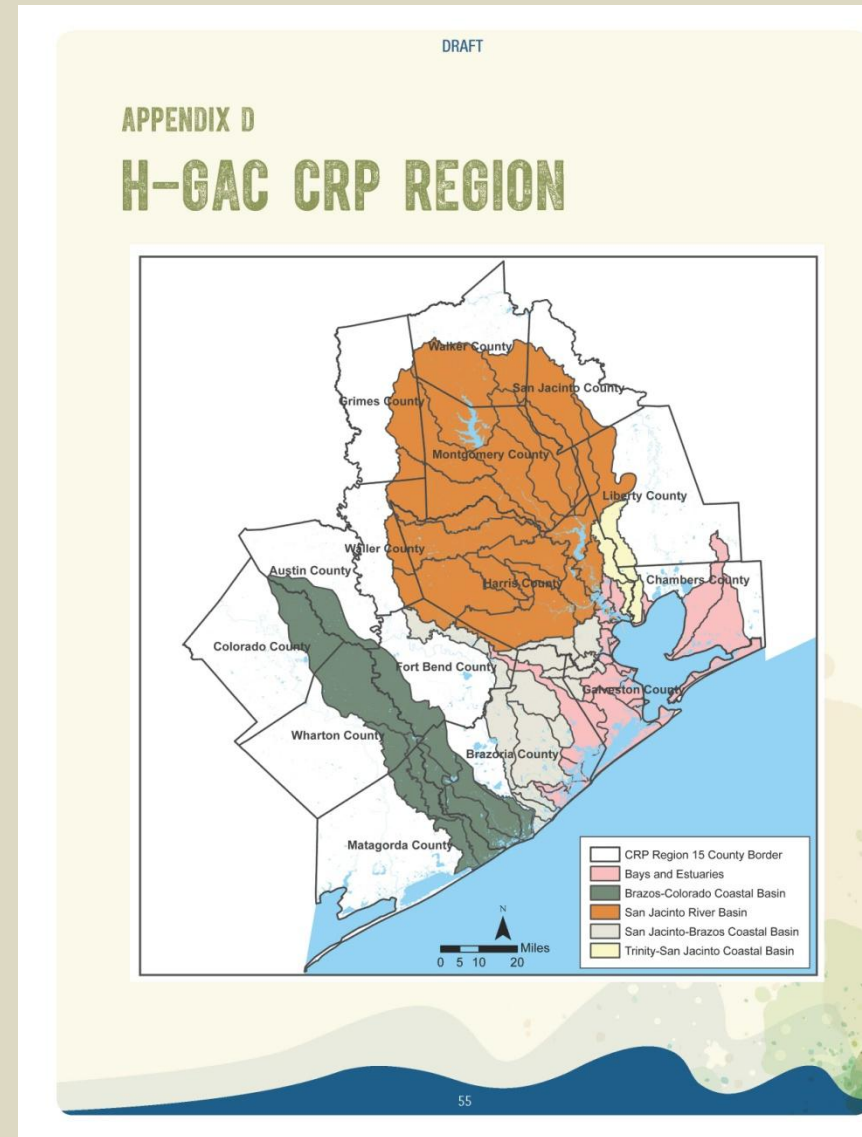 DRAFT
APPENDIX D
H-GAC CRP REGION
Walker County
San Jacinto County
Grimes County
Montgomery County
Liberty County
Waller County
Austin County
Harris County
Chambers County
Colorado County
Fort Bend County
Galveston County
Wharton County
Brazoria County
Matagorda County
CRP Region 15 County Border
Bays and Estuaries
Brazos-Colorado Coastal Basin
San Jacinto River Basin
San Jacinto-Brazos Coastal Basin
Trinity-San Jacinto Coastal Basin
N
Miles
0 5 10 20
55